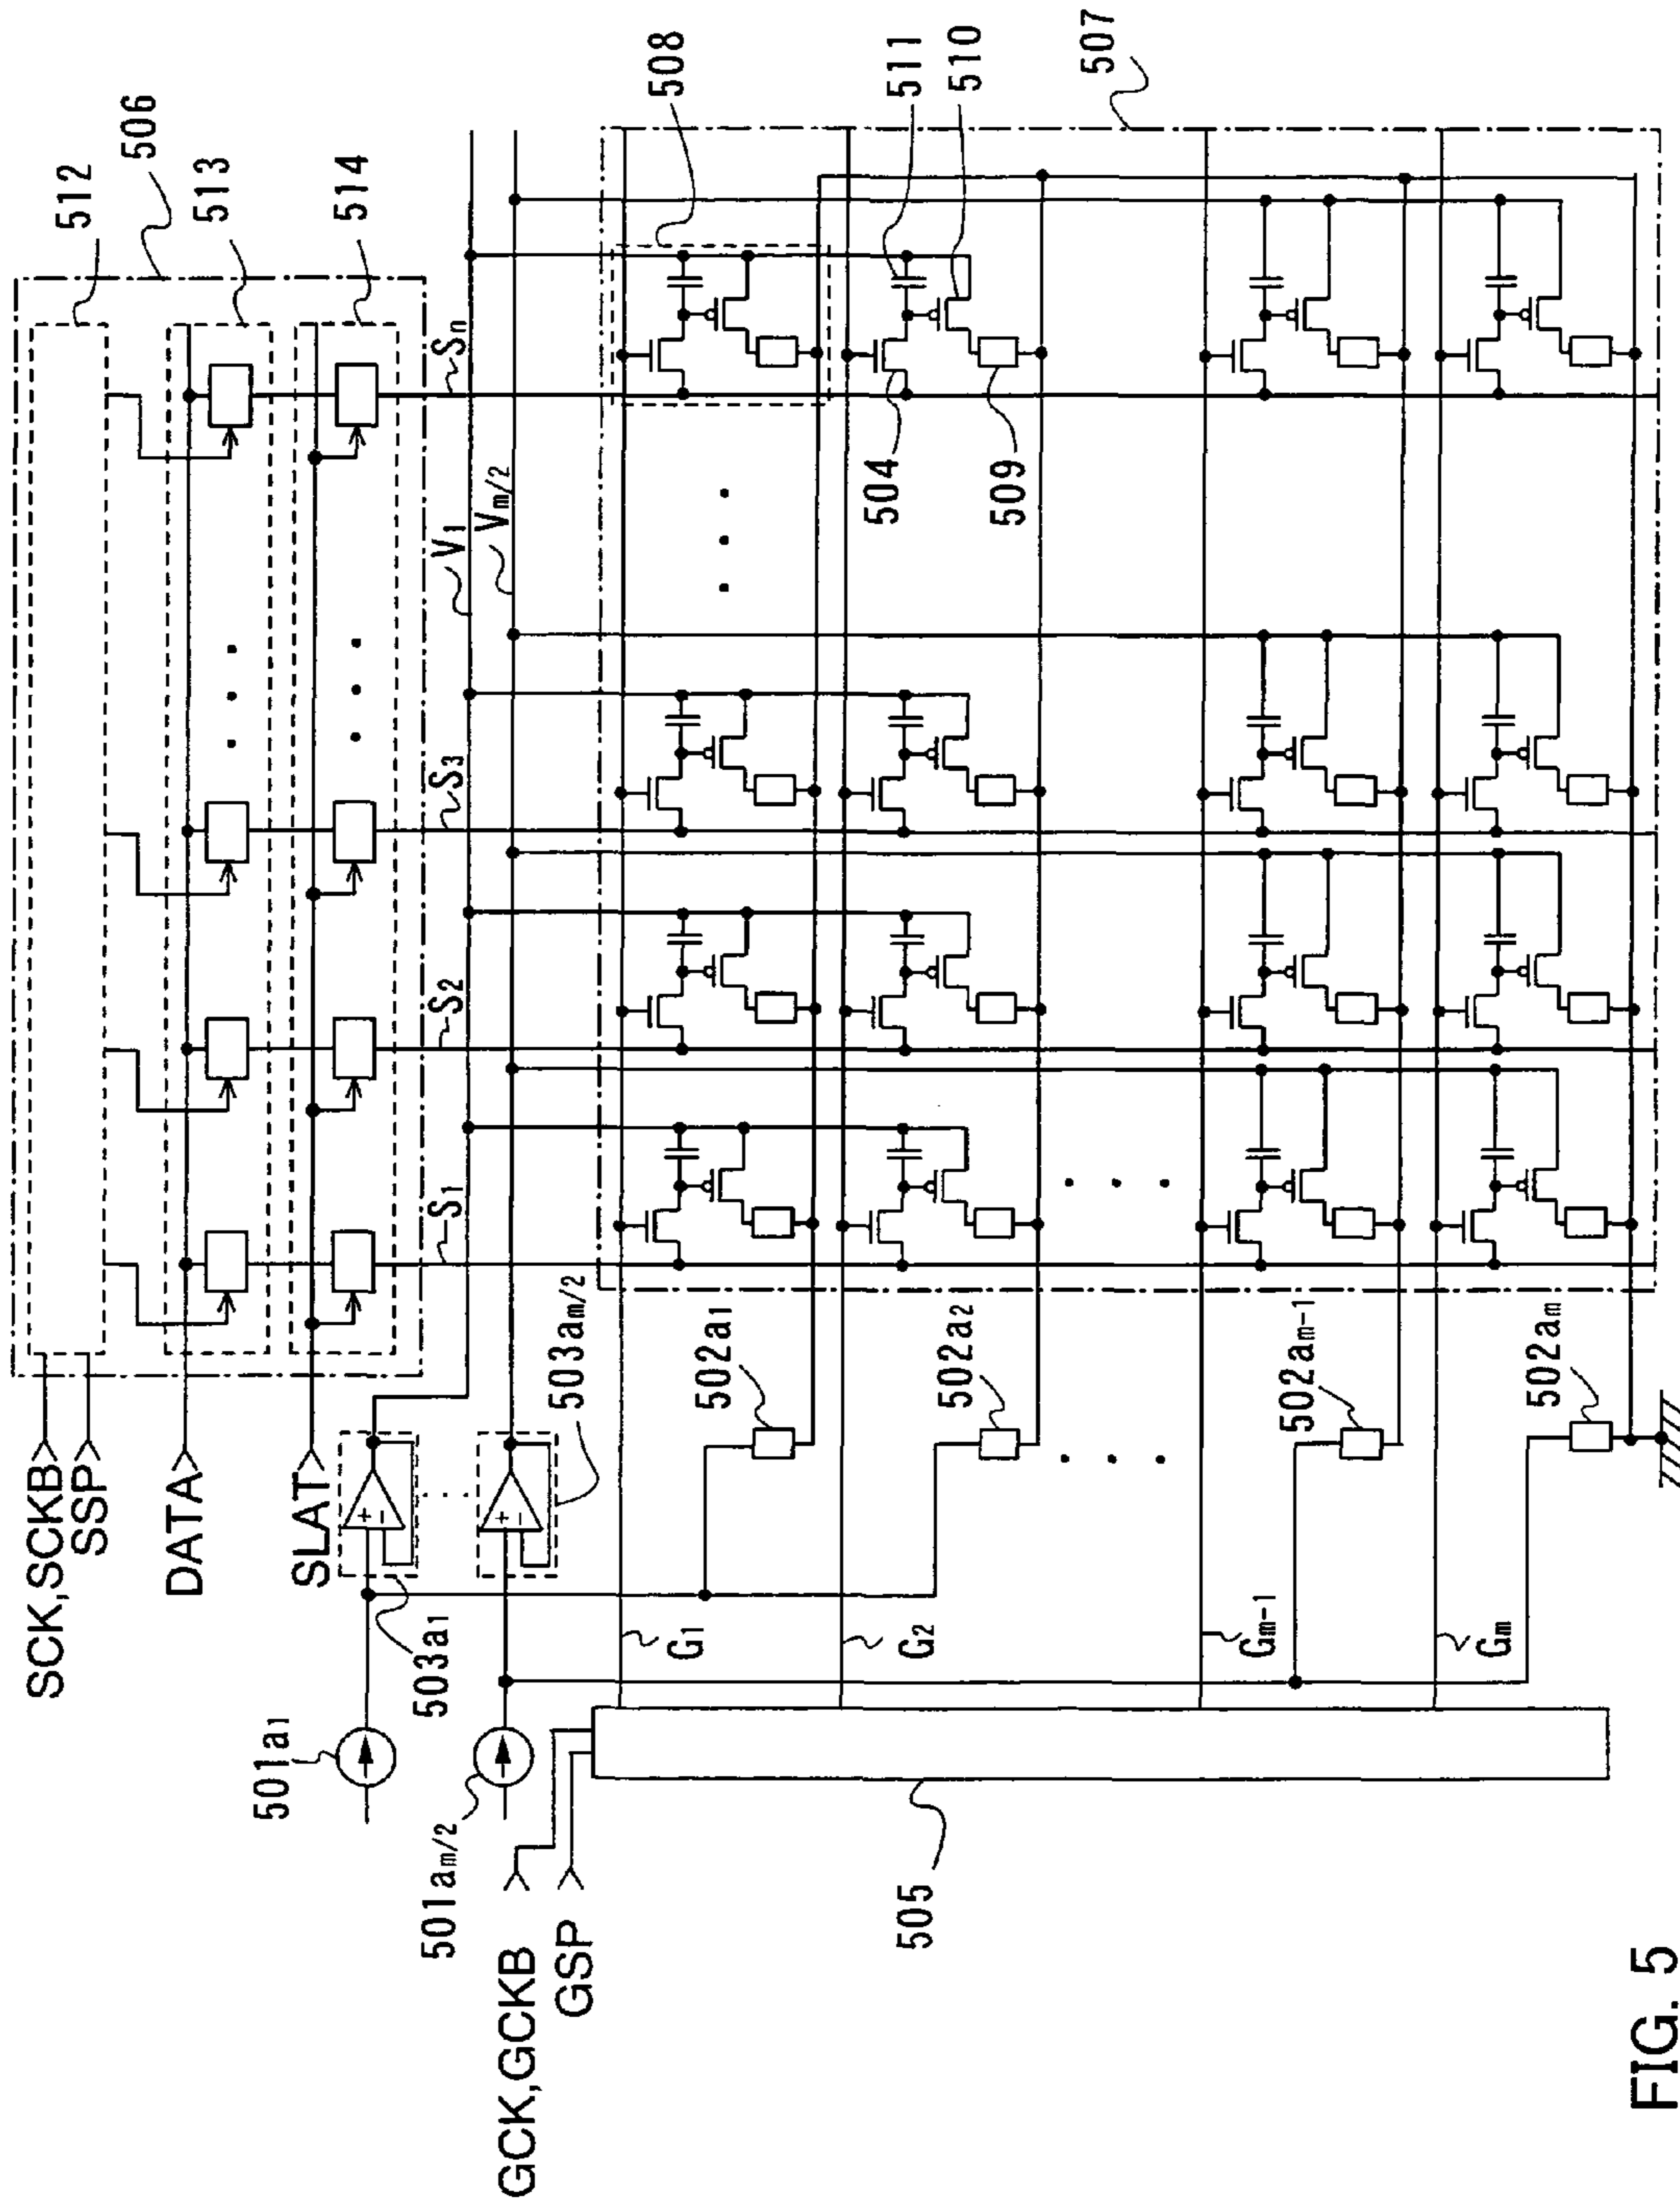 512
506
513
514
SCK,SCKB
SSP
DATA
SLAT
S1
S2
S3
Sn
V1
Vm/2
508
511
510
507
504
509
501a1
503a1
503am/2
501am/2
GCK,GCKB
GSP
502a1
502a2
502am-1
502am
G1
G2
Gm-1
Gm
505
+
−
+
−
FIG. 5